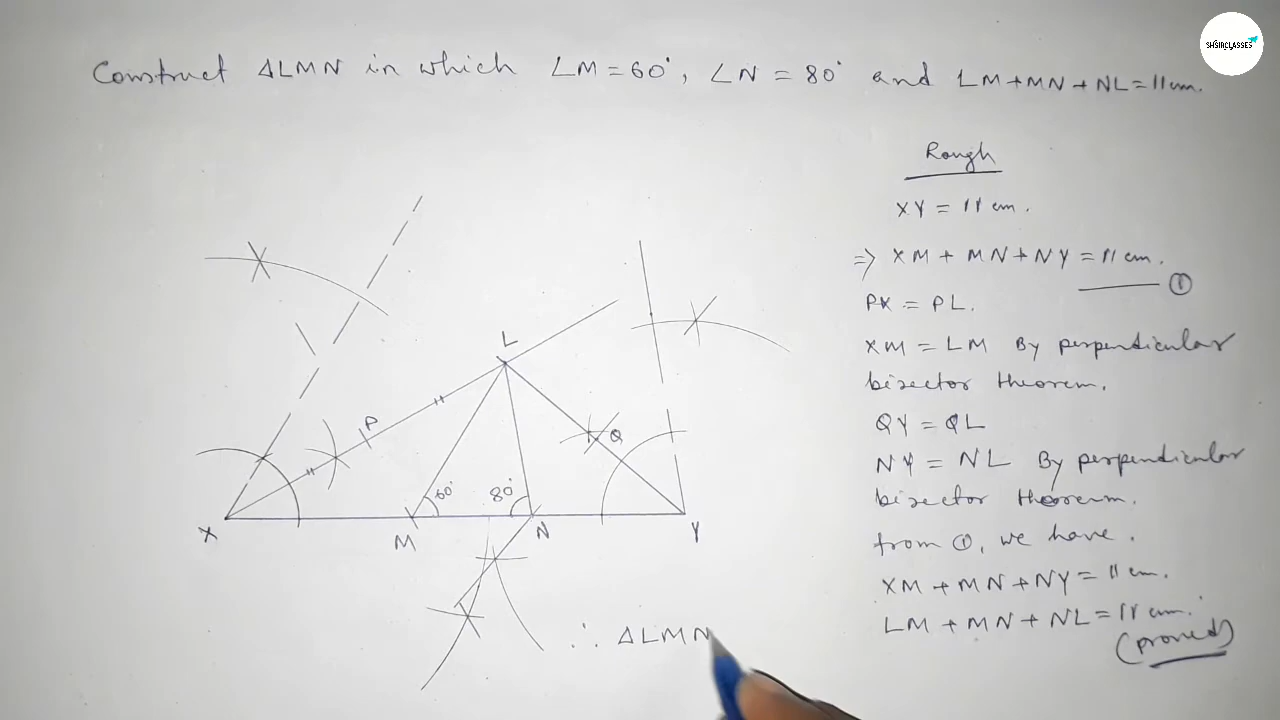 SHSIRCLASSES
Construct ΔLMN in which ∠M = 60°, ∠N = 80° and LM+MN+NL = 11 cm.
Rough
XY = 11 cm.
⇒ XM + MN + NY = 11 cm.
①
PX = PL.
XM = LM By perpendicular
bisector theorem.
QY = QL
NY = NL By perpendicular
bisector theorem.
from ①, we have.
XM + MN + NY = 11 cm.
LM + MN + NL = 11 cm.
(proved)
L
P
Q
60°
80°
X
M
N
Y
∴ ΔLMN